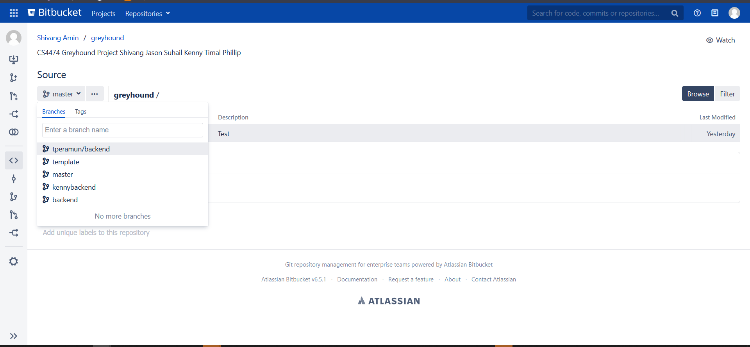 Bitbucket Projects Repositories Search for code, commits or repositories...
Shivang Amin / greyhound Watch
CS4474 Greyhound Project Shivang Jason Suhail Kenny Timal Phillip
Source
master ... greyhound / Browse Filter
Branches Tags Description Last Modified
Enter a branch name Test Yesterday
tperamun/backend
template
master
kennybackend
backend
No more branches
Add unique labels to this repository
Git repository management for enterprise teams powered by Atlassian Bitbucket
Atlassian Bitbucket v6.5.1 · Documentation · Request a feature · About · Contact Atlassian
ATLASSIAN